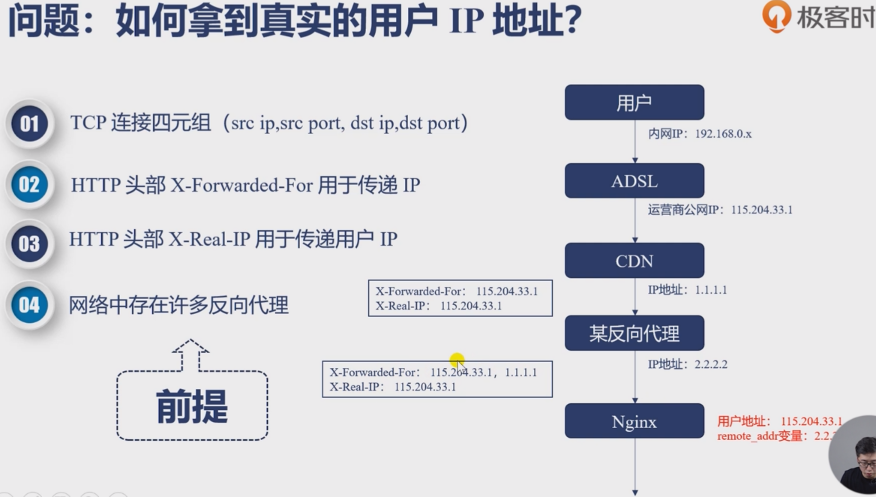 问题：如何拿到真实的用户 IP 地址？
极客时
01
TCP 连接四元组（src ip,src port, dst ip,dst port）
02
HTTP 头部 X-Forwarded-For 用于传递 IP
03
HTTP 头部 X-Real-IP 用于传递用户 IP
04
网络中存在许多反向代理
前提
用户
内网IP：192.168.0.x
ADSL
运营商公网IP：115.204.33.1
CDN
IP地址：1.1.1.1
X-Forwarded-For： 115.204.33.1
X-Real-IP： 115.204.33.1
某反向代理
IP地址：2.2.2.2
X-Forwarded-For： 115.204.33.1，1.1.1.1
X-Real-IP： 115.204.33.1
Nginx
用户地址： 115.204.33.1
remote_addr变量：2.2.